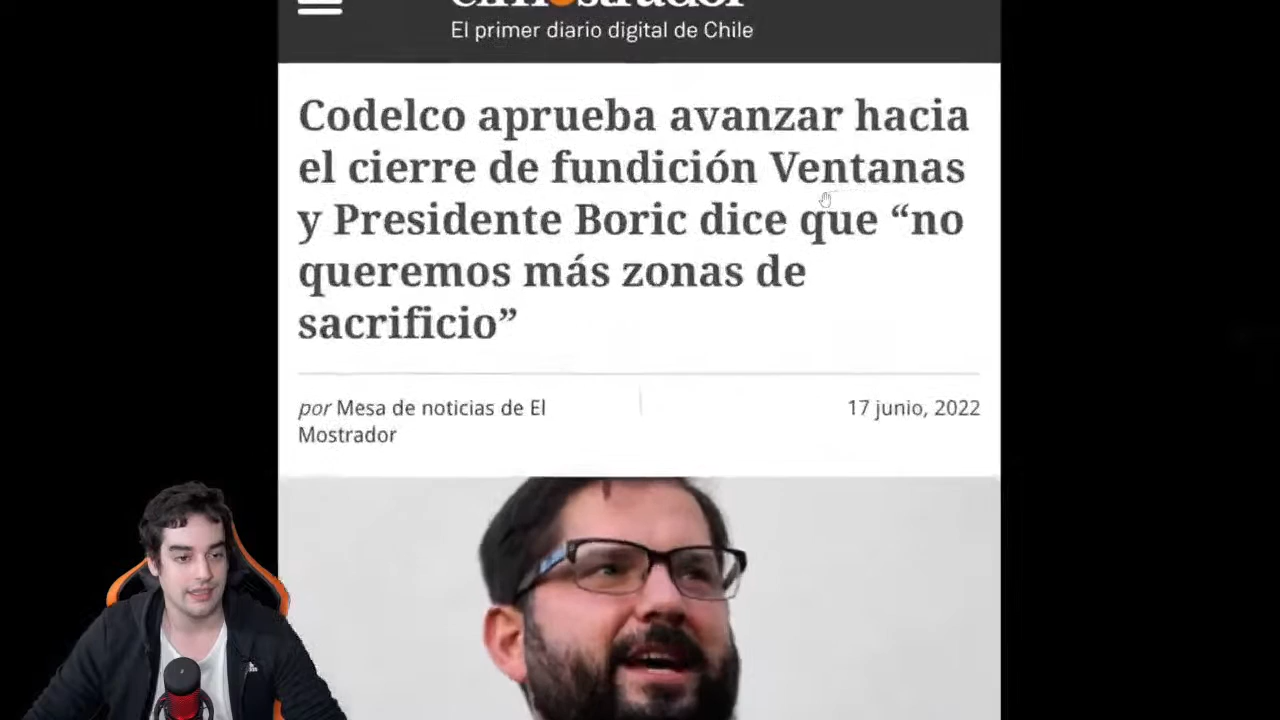 elmostrador
El primer diario digital de Chile
Codelco aprueba avanzar hacia
el cierre de fundición Ventanas
y Presidente Boric dice que “no
queremos más zonas de
sacrificio”
por Mesa de noticias de El
Mostrador
17 junio, 2022